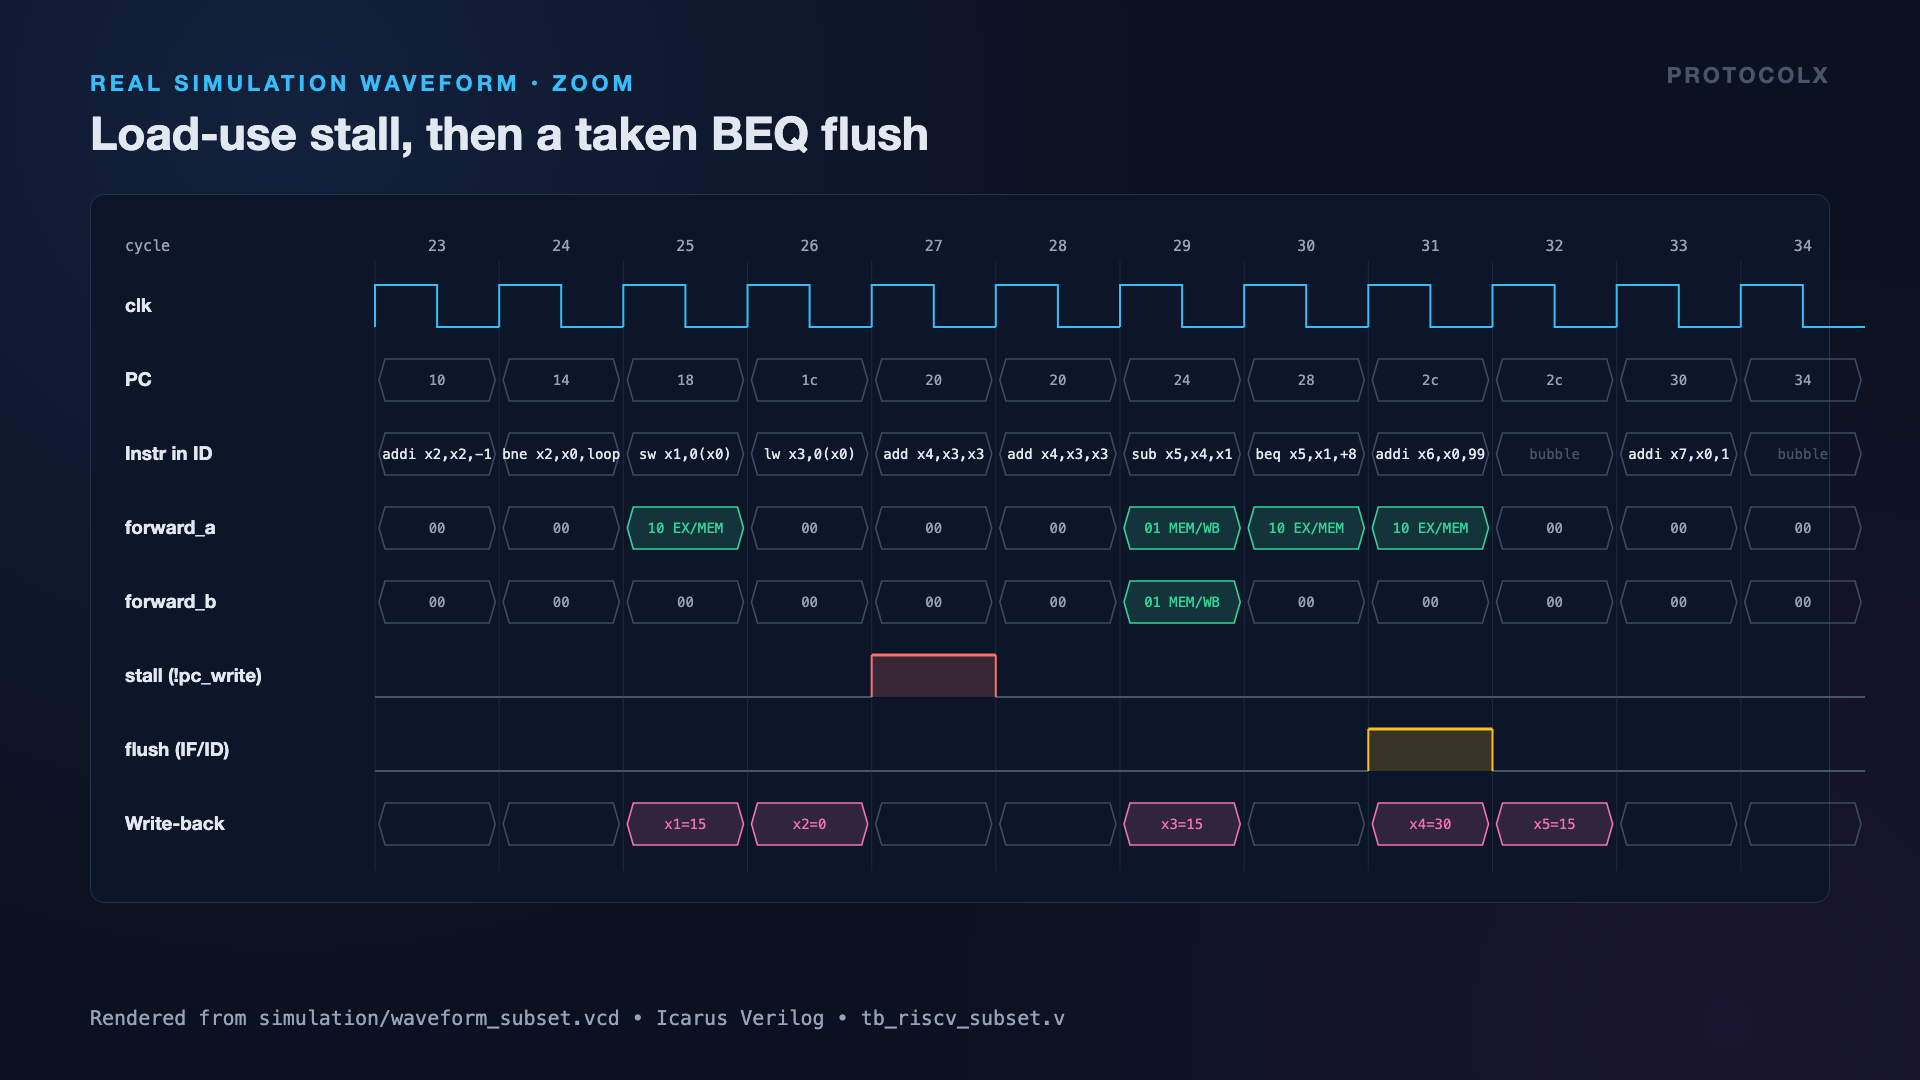 REAL SIMULATION WAVEFORM · ZOOM
PROTOCOLX
Load-use stall, then a taken BEQ flush
cycle 23 24 25 26 27 28 29 30 31 32 33 34
clk
PC 10 14 18 1c 20 20 24 28 2c 2c 30 34
Instr in ID addi x2,x2,−1 bne x2,x0,loop sw x1,0(x0) lw x3,0(x0) add x4,x3,x3 add x4,x3,x3 sub x5,x4,x1 beq x5,x1,+8 addi x6,x0,99 bubble addi x7,x0,1 bubble
forward_a 00 00 10 EX/MEM 00 00 00 01 MEM/WB 10 EX/MEM 10 EX/MEM 00 00 00
forward_b 00 00 00 00 00 00 01 MEM/WB 00 00 00 00 00
stall (!pc_write)
flush (IF/ID)
Write-back x1=15 x2=0 x3=15 x4=30 x5=15
Rendered from simulation/waveform_subset.vcd • Icarus Verilog • tb_riscv_subset.v